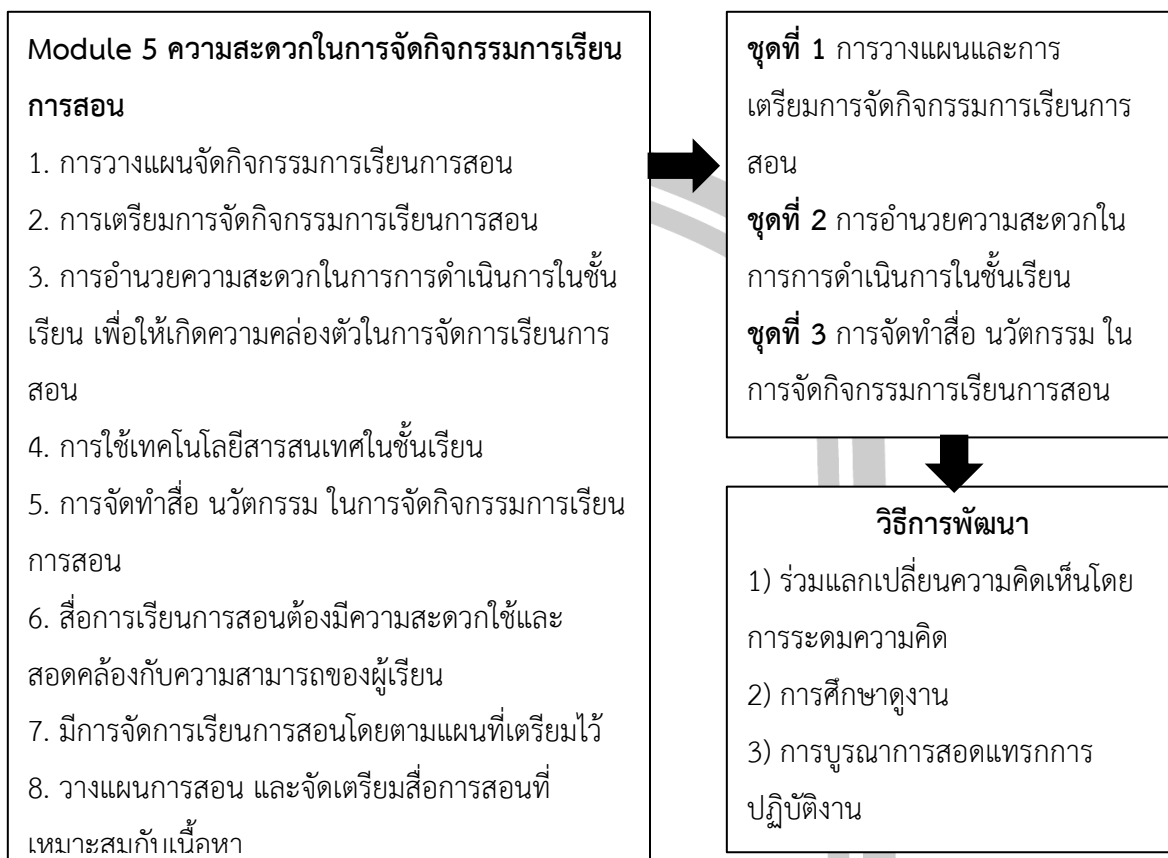 Module 5 ความสะดวกในการจัดกิจกรรมการเรียน
การสอน
1. การวางแผนจัดกิจกรรมการเรียนการสอน
2. การเตรียมการจัดกิจกรรมการเรียนการสอน
3. การอำนวยความสะดวกในการการดำเนินการในชั้น
เรียน เพื่อให้เกิดความคล่องตัวในการจัดการเรียนการ
สอน
4. การใช้เทคโนโลยีสารสนเทศในชั้นเรียน
5. การจัดทำสื่อ นวัตกรรม ในการจัดกิจกรรมการเรียน
การสอน
6. สื่อการเรียนการสอนต้องมีความสะดวกใช้และ
สอดคล้องกับความสามารถของผู้เรียน
7. มีการจัดการเรียนการสอนโดยตามแผนที่เตรียมไว้
8. วางแผนการสอน และจัดเตรียมสื่อการสอนที่
เหมาะสมกับเนื้อหา
ชุดที่ 1 การวางแผนและการ
เตรียมการจัดกิจกรรมการเรียนการ
สอน
ชุดที่ 2 การอำนวยความสะดวกใน
การการดำเนินการในชั้นเรียน
ชุดที่ 3 การจัดทำสื่อ นวัตกรรม ใน
การจัดกิจกรรมการเรียนการสอน
วิธีการพัฒนา
1) ร่วมแลกเปลี่ยนความคิดเห็นโดย
การระดมความคิด
2) การศึกษาดูงาน
3) การบูรณาการสอดแทรกการ
ปฏิบัติงาน